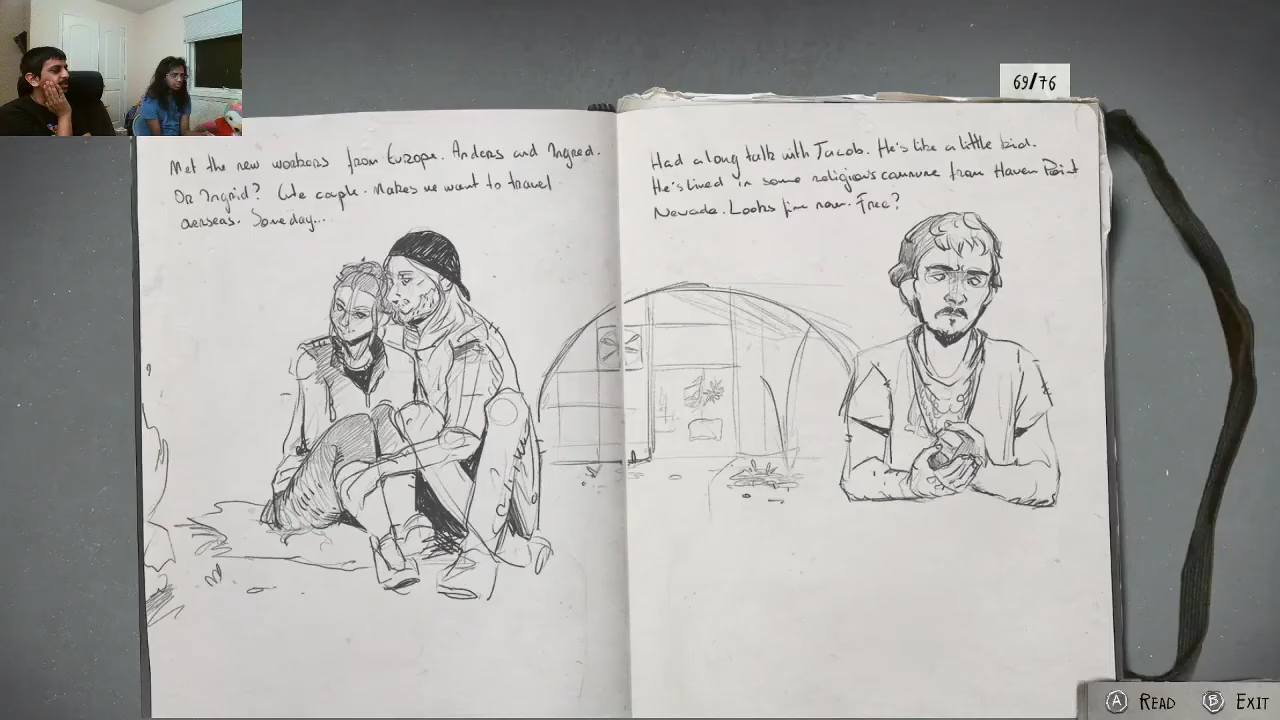 69/76
Met the new workers from Europe. Anders and Ingred.
Or Ingrid? Cute couple. Makes me want to travel
overseas. Someday...
Had a long talk with Jacob. He's like a little bird.
He's lived in some religious commune from Haven Point
Nevada. Looks fine now. Free?
A READ
B EXIT